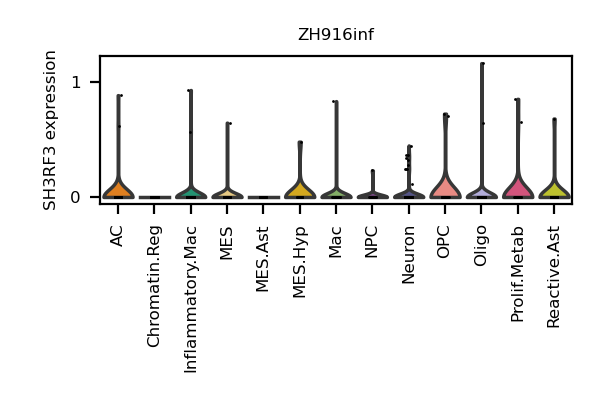 ZH916inf
SH3RF3 expression
1
0
AC
Chromatin.Reg
Inflammatory.Mac
MES
MES.Ast
MES.Hyp
Mac
NPC
Neuron
OPC
Oligo
Prolif.Metab
Reactive.Ast